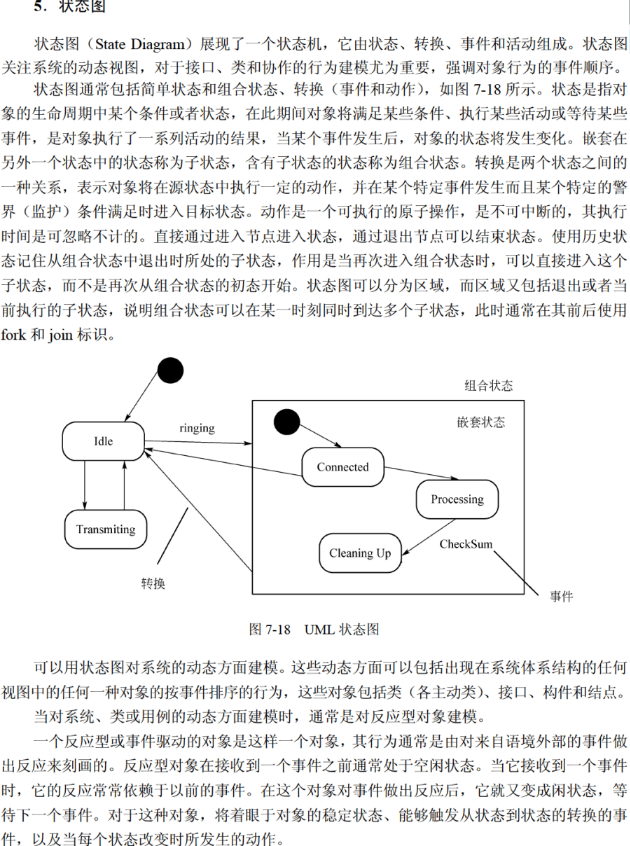 5．状态图
状态图（State Diagram）展现了一个状态机，它由状态、转换、事件和活动组成。状态图
关注系统的动态视图，对于接口、类和协作的行为建模尤为重要，强调对象行为的事件顺序。
状态图通常包括简单状态和组合状态、转换（事件和动作），如图 7-18 所示。状态是指对
象的生命周期中某个条件或者状态，在此期间对象将满足某些条件、执行某些活动或等待某些
事件，是对象执行了一系列活动的结果，当某个事件发生后，对象的状态将发生变化。嵌套在
另外一个状态中的状态称为子状态，含有子状态的状态称为组合状态。转换是两个状态之间的
一种关系，表示对象将在源状态中执行一定的动作，并在某个特定事件发生而且某个特定的警
界（监护）条件满足时进入目标状态。动作是一个可执行的原子操作，是不可中断的，其执行
时间是可忽略不计的。直接通过进入节点进入状态，通过退出节点可以结束状态。使用历史状
态记住从组合状态中退出时所处的子状态，作用是当再次进入组合状态时，可以直接进入这个
子状态，而不是再次从组合状态的初态开始。状态图可以分为区域，而区域又包括退出或者当
前执行的子状态，说明组合状态可以在某一时刻同时到达多个子状态，此时通常在其前后使用
fork 和 join 标识。
组合状态
嵌套状态
ringing
Idle
Connected
Processing
Transmiting
Cleaning Up
CheckSum
转换
事件
图 7-18 UML 状态图
可以用状态图对系统的动态方面建模。这些动态方面可以包括出现在系统体系结构的任何
视图中的任何一种对象的按事件排序的行为，这些对象包括类（各主动类）、接口、构件和结点。
当对系统、类或用例的动态方面建模时，通常是对反应型对象建模。
一个反应型或事件驱动的对象是这样一个对象，其行为通常是由对来自语境外部的事件做
出反应来刻画的。反应型对象在接收到一个事件之前通常处于空闲状态。当它接收到一个事件
时，它的反应常常依赖于以前的事件。在这个对象对事件做出反应后，它就又变成闲状态，等
待下一个事件。对于这种对象，将着眼于对象的稳定状态、能够触发从状态到状态的转换的事
件，以及当每个状态改变时所发生的动作。